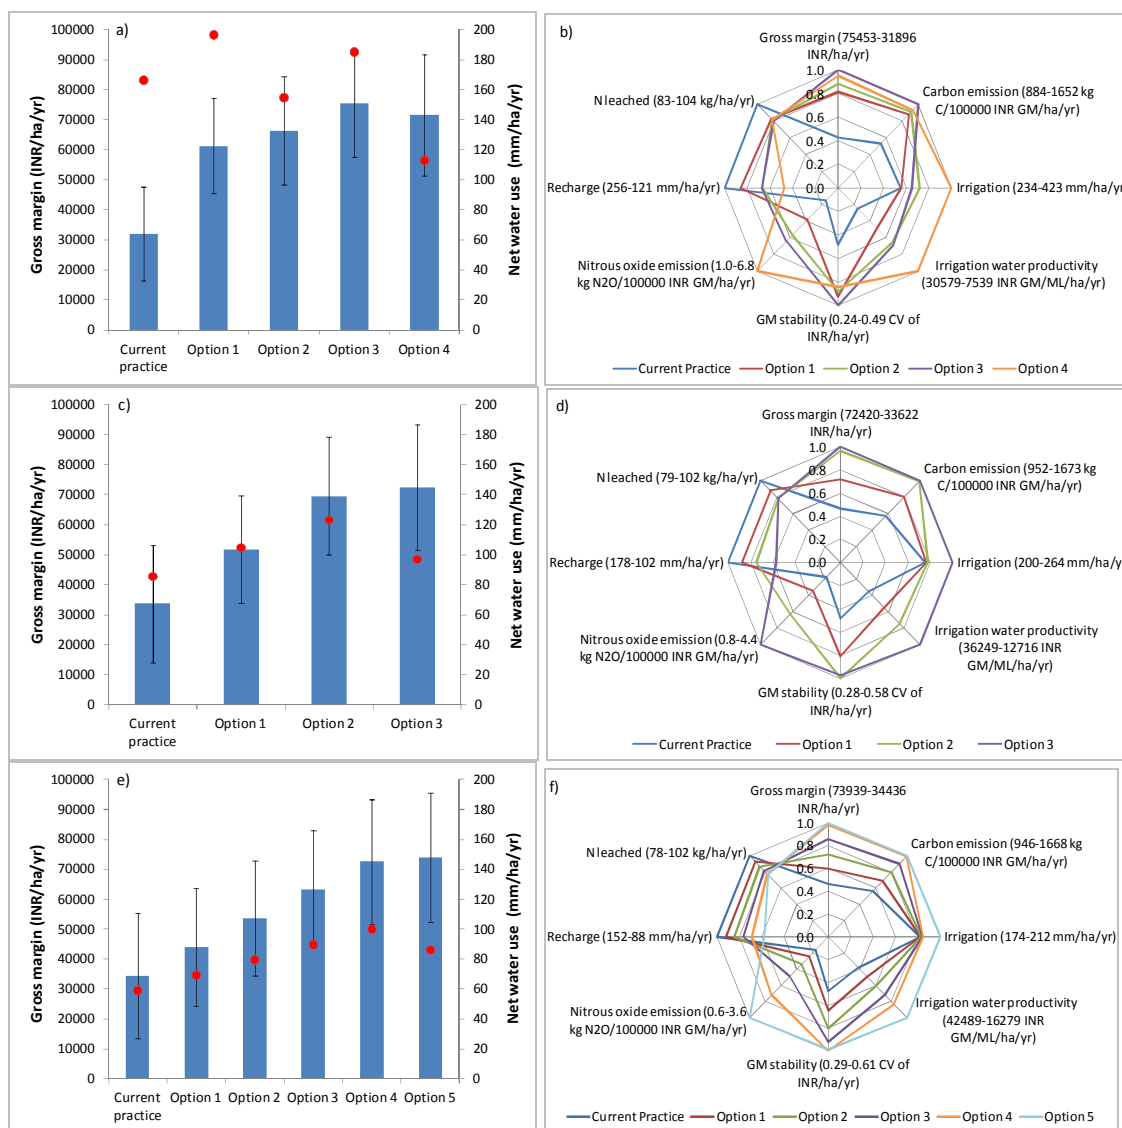 a)
Gross margin (INR/ha/yr)
100000
90000
80000
70000
60000
50000
40000
30000
20000
10000
0
200
180
160
140
120
100
80
60
40
20
0
Net water use (mm/ha/yr)
Current
practice
Option 1
Option 2
Option 3
Option 4
b)
Gross margin (75453-31896
INR/ha/yr)
Carbon emission (884-1652 kg
C/100000 INR GM/ha/yr)
Irrigation (234-423 mm/ha/yr)
Irrigation water productivity
(30579-7539 INR GM/ML/ha/yr)
GM stability (0.24-0.49 CV of
INR/ha/yr)
Nitrous oxide emission (1.0-6.8
kg N2O/100000 INR GM/ha/yr)
Recharge (256-121 mm/ha/yr)
N leached (83-104 kg/ha/yr)
1.0
0.8
0.6
0.4
0.2
0.0
Current Practice
Option 1
Option 2
Option 3
Option 4
c)
Gross margin (INR/ha/yr)
100000
90000
80000
70000
60000
50000
40000
30000
20000
10000
0
200
180
160
140
120
100
80
60
40
20
0
Net water use (mm/ha/yr)
Current
practice
Option 1
Option 2
Option 3
d)
Gross margin (72420-33622
INR/ha/yr)
Carbon emission (952-1673 kg
C/100000 INR GM/ha/yr)
Irrigation (200-264 mm/ha/yr)
Irrigation water productivity
(36249-12716 INR
GM/ML/ha/yr)
GM stability (0.28-0.58 CV of
INR/ha/yr)
Nitrous oxide emission (0.8-4.4
kg N2O/100000 INR GM/ha/yr)
Recharge (178-102 mm/ha/yr)
N leached (79-102 kg/ha/yr)
1.0
0.8
0.6
0.4
0.2
0.0
Current Practice
Option 1
Option 2
Option 3
e)
Gross margin (INR/ha/yr)
100000
90000
80000
70000
60000
50000
40000
30000
20000
10000
0
200
180
160
140
120
100
80
60
40
20
0
Net water use (mm/ha/yr)
Current
practice
Option 1
Option 2
Option 3
Option 4
Option 5
f)
Gross margin (73939-34436
INR/ha/yr)
Carbon emission (946-1668 kg
C/100000 INR GM/ha/yr)
Irrigation (174-212 mm/ha/yr)
Irrigation water productivity
(42489-16279 INR
GM/ML/ha/yr)
GM stability (0.29-0.61 CV of
INR/ha/yr)
Nitrous oxide emission (0.6-3.6
kg N2O/100000 INR GM/ha/yr)
Recharge (152-88 mm/ha/yr)
N leached (78-102 kg/ha/yr)
1.0
0.8
0.6
0.4
0.2
0.0
Current Practice
Option 1
Option 2
Option 3
Option 4
Option 5